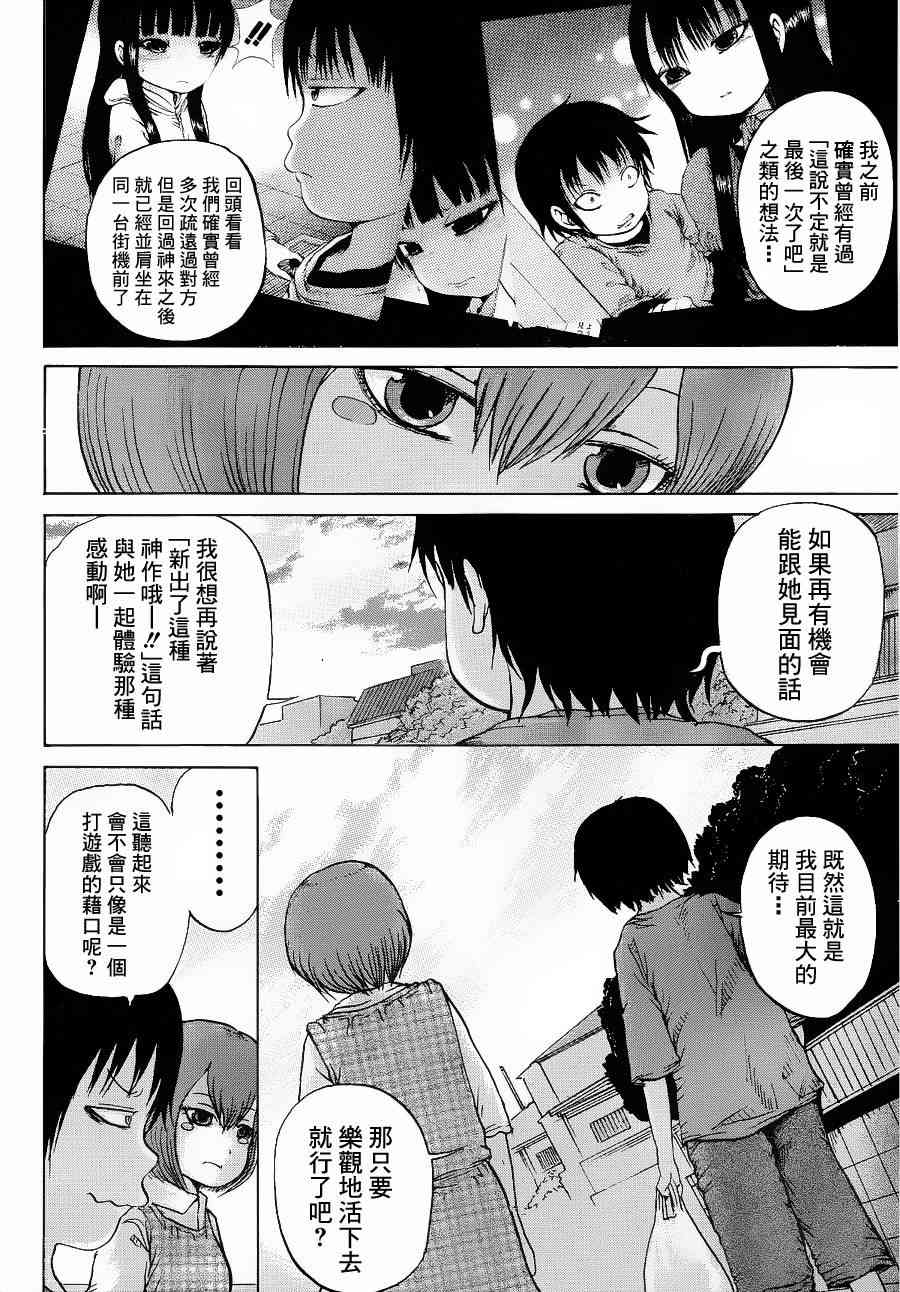 我之前
確實曾經有過
「這說不定就是
最後一次了吧」
之類的想法…
!!
回頭看看
我們確實曾經
多次疏遠過對方
但是回過神來之後
就已經並肩坐在
同一台街機前了
如果再有機會
能跟她見面的話
我很想再說著
「新出了這種
神作哦ー!!」這句話
與她一起體驗那種
感動啊ー
既然這就是
我目前最大的
期待…
那只要
樂觀地活下去
就行了吧?
………
這聽起來
會不會只像是一個
打遊戲的藉口呢?